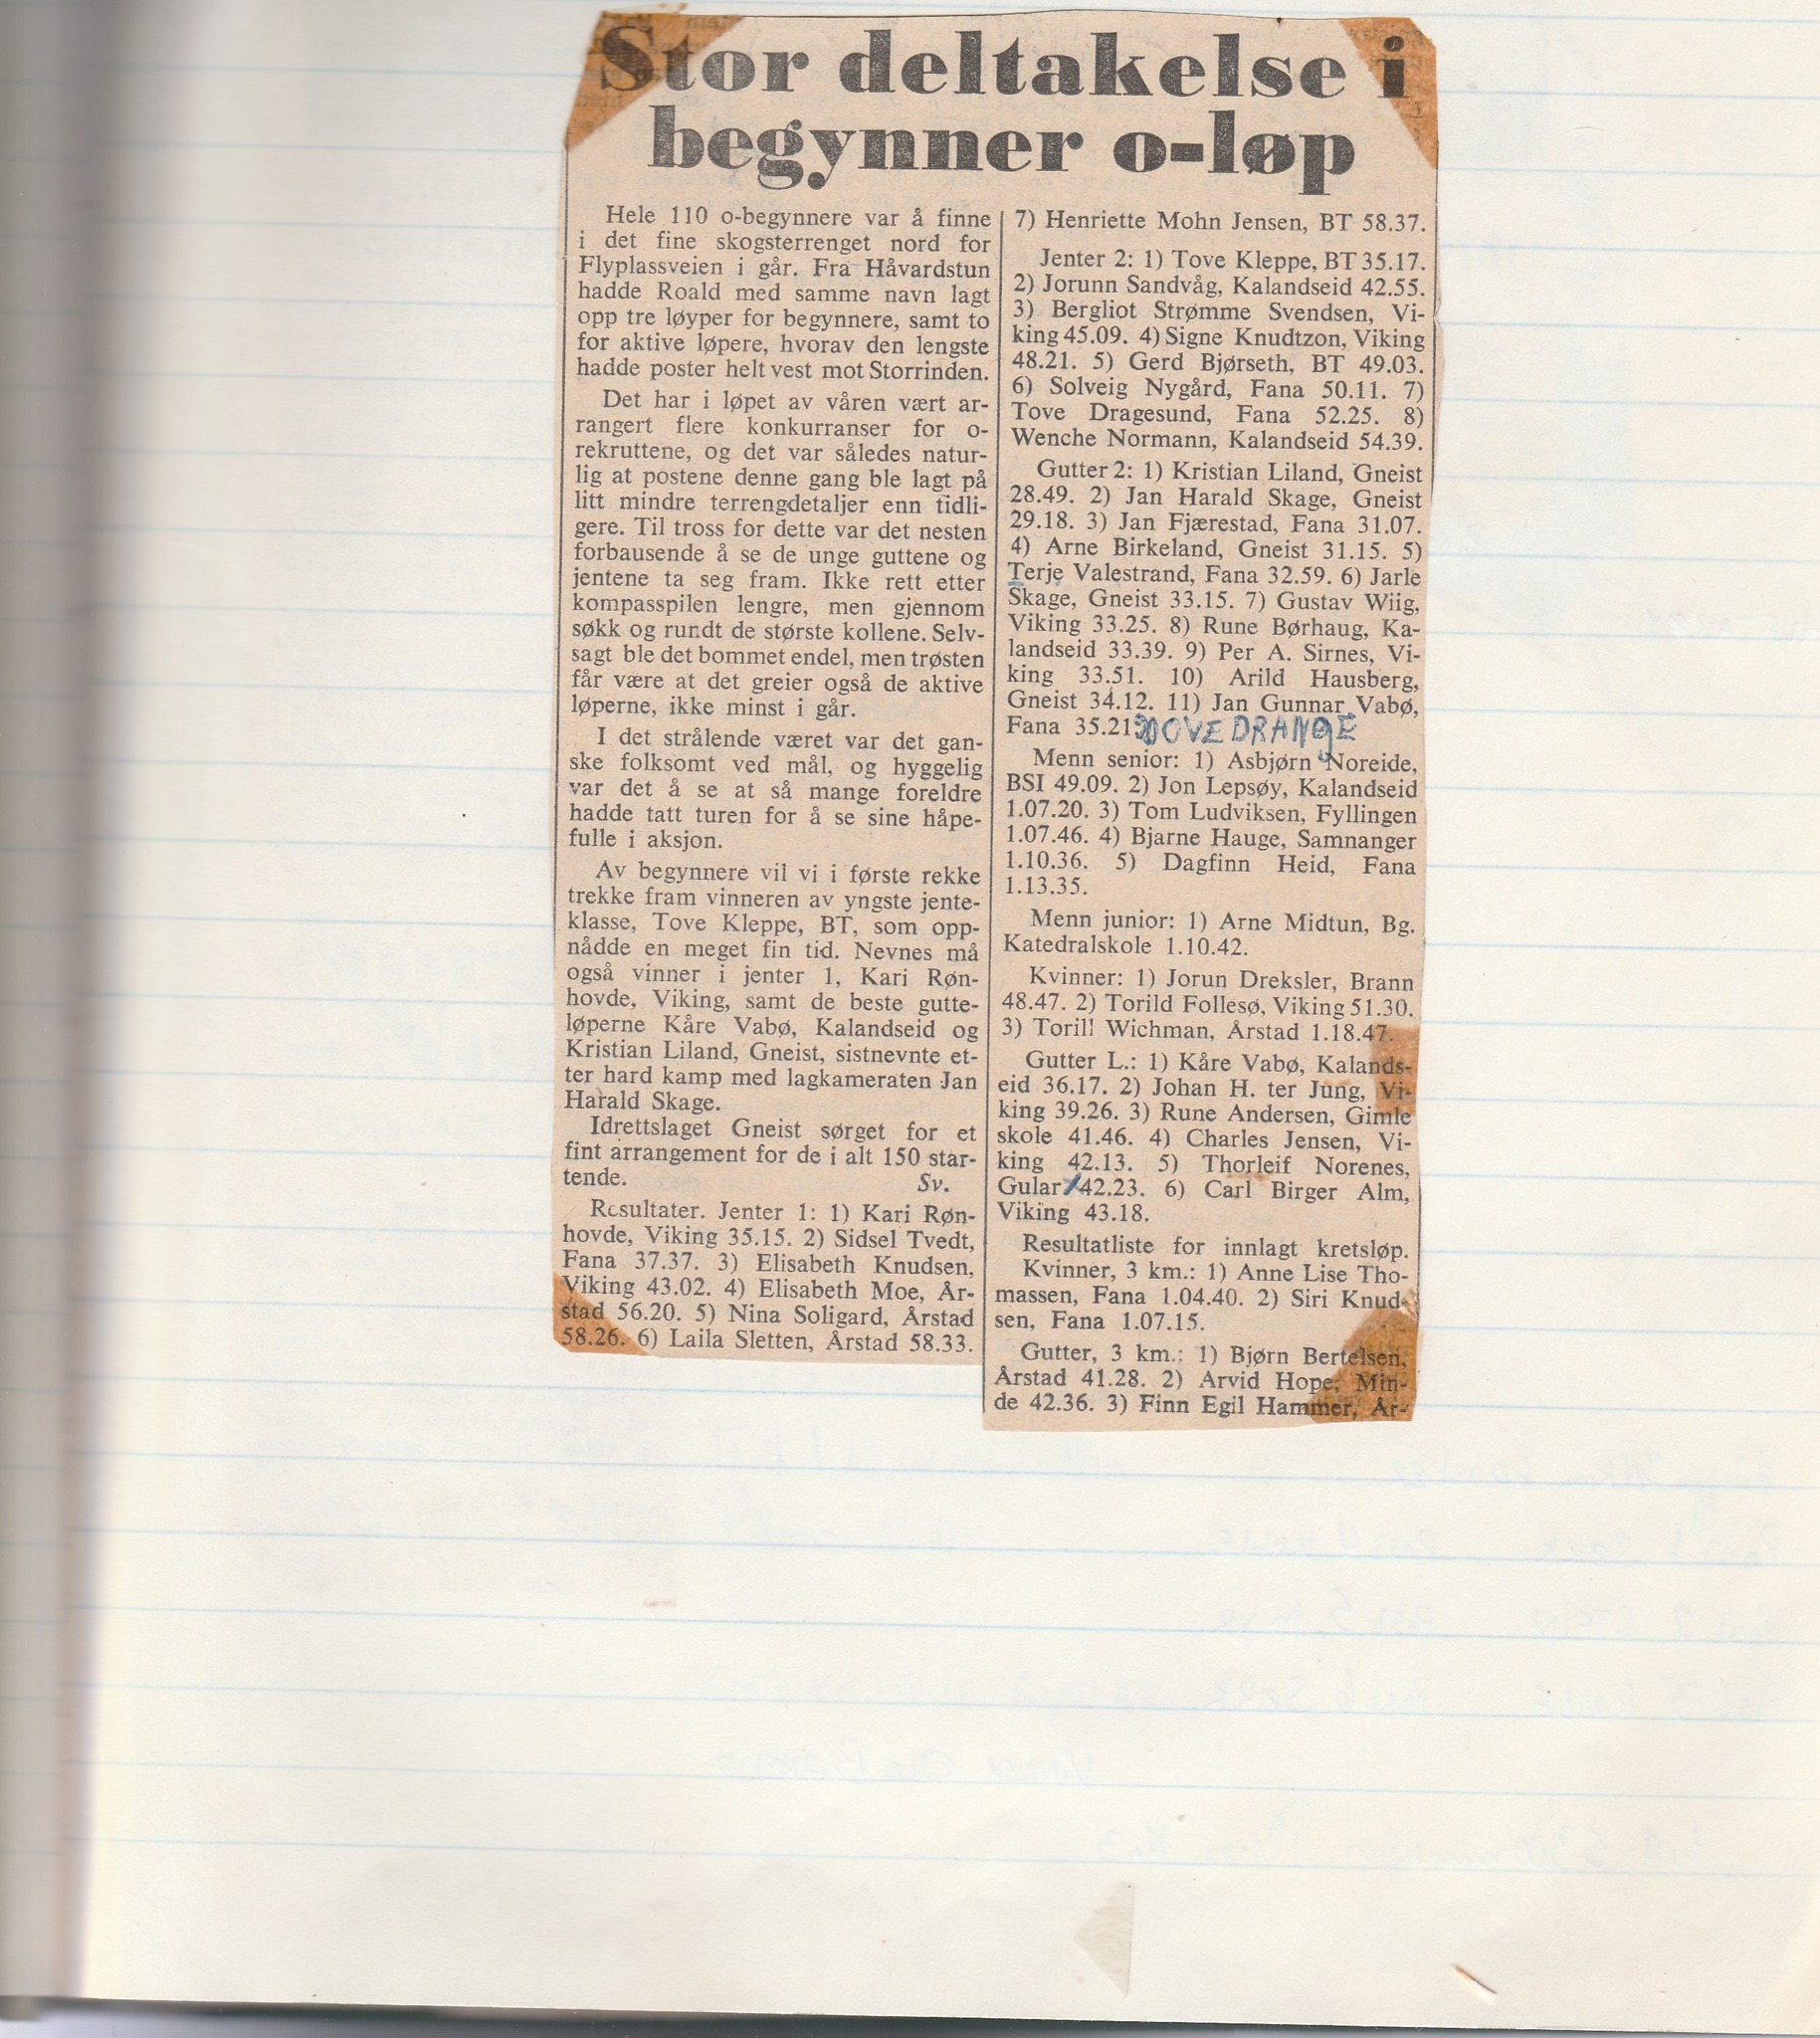 Stor deltakelse i
begynner o-løp
Hele 110 o-begynnere var å finne
i det fine skogsterrenget nord for
Flyplassveien i går. Fra Håvardstun
hadde Roald med samme navn lagt
opp tre løyper for begynnere, samt to
for aktive løpere, hvorav den lengste
hadde poster helt vest mot Storrinden.
Det har i løpet av våren vært ar-
rangert flere konkurranser for o-
rekruttene, og det var således natur-
lig at postene denne gang ble lagt på
litt mindre terrengdetaljer enn tidli-
gere. Til tross for dette var det nesten
forbausende å se de unge guttene og
jentene ta seg fram. Ikke rett etter
kompasspilen lengre, men gjennom
søkk og rundt de største kollene. Selv-
sagt ble det bommet endel, men trøsten
får være at det greier også de aktive
løperne, ikke minst i går.
I det strålende været var det gan-
ske folksomt ved mål, og hyggelig
var det å se at så mange foreldre
hadde tatt turen for å se sine håpe-
fulle i aksjon.
Av begynnere vil vi i første rekke
trekke fram vinneren av yngste jente-
klasse, Tove Kleppe, BT, som opp-
nådde en meget fin tid. Nevnes må
også vinner i jenter 1, Kari Røn-
hovde, Viking, samt de beste gutte-
løperne Kåre Vabø, Kalandseid og
Kristian Liland, Gneist, sistnevnte et-
ter hard kamp med lagkameraten Jan
Harald Skage.
Idrettslaget Gneist sørget for et
fint arrangement for de i alt 150 star-
tende. Sv.
Resultater. Jenter 1: 1) Kari Røn-
hovde, Viking 35.15. 2) Sidsel Tvedt,
Fana 37.37. 3) Elisabeth Knudsen,
Viking 43.02. 4) Elisabeth Moe, År-
stad 56.20. 5) Nina Soligard, Årstad
58.26. 6) Laila Sletten, Årstad 58.33.
7) Henriette Mohn Jensen, BT 58.37.
Jenter 2: 1) Tove Kleppe, BT 35.17.
2) Jorunn Sandvåg, Kalandseid 42.55.
3) Bergliot Strømme Svendsen, Vi-
king 45.09. 4) Signe Knudtzon, Viking
48.21. 5) Gerd Bjørseth, BT 49.03.
6) Solveig Nygård, Fana 50.11. 7)
Tove Dragesund, Fana 52.25. 8)
Wenche Normann, Kalandseid 54.39.
Gutter 2: 1) Kristian Liland, Gneist
28.49. 2) Jan Harald Skage, Gneist
29.18. 3) Jan Fjærestad, Fana 31.07.
4) Arne Birkeland, Gneist 31.15. 5)
Terje Valestrand, Fana 32.59. 6) Jarle
Skage, Gneist 33.15. 7) Gustav Wiig,
Viking 33.25. 8) Rune Børhaug, Ka-
landseid 33.39. 9) Per A. Sirnes, Vi-
king 33.51. 10) Arild Hausberg,
Gneist 34.12. 11) Jan Gunnar Vabø,
Fana 35.21 OVE DRANGE
Menn senior: 1) Asbjørn Noreide,
BSI 49.09. 2) Jon Lepsøy, Kalandseid
1.07.20. 3) Tom Ludviksen, Fyllingen
1.07.46. 4) Bjarne Hauge, Samnanger
1.10.36. 5) Dagfinn Heid, Fana
1.13.35.
Menn junior: 1) Arne Midtun, Bg.
Katedralskole 1.10.42.
Kvinner: 1) Jorun Dreksler, Brann
48.47. 2) Torild Follesø, Viking 51.30.
3) Torill Wichman, Årstad 1.18.47.
Gutter L.: 1) Kåre Vabø, Kalands-
eid 36.17. 2) Johan H. ter Jung, Vi-
king 39.26. 3) Rune Andersen, Gimle
skole 41.46. 4) Charles Jensen, Vi-
king 42.13. 5) Thorleif Norenes,
Gular 42.23. 6) Carl Birger Alm,
Viking 43.18.
Resultatliste for innlagt kretsløp.
Kvinner, 3 km.: 1) Anne Lise Tho-
massen, Fana 1.04.40. 2) Siri Knud-
sen, Fana 1.07.15.
Gutter, 3 km.: 1) Bjørn Bertelsen,
Årstad 41.28. 2) Arvid Hope, Min-
de 42.36. 3) Finn Egil Hammer, År-